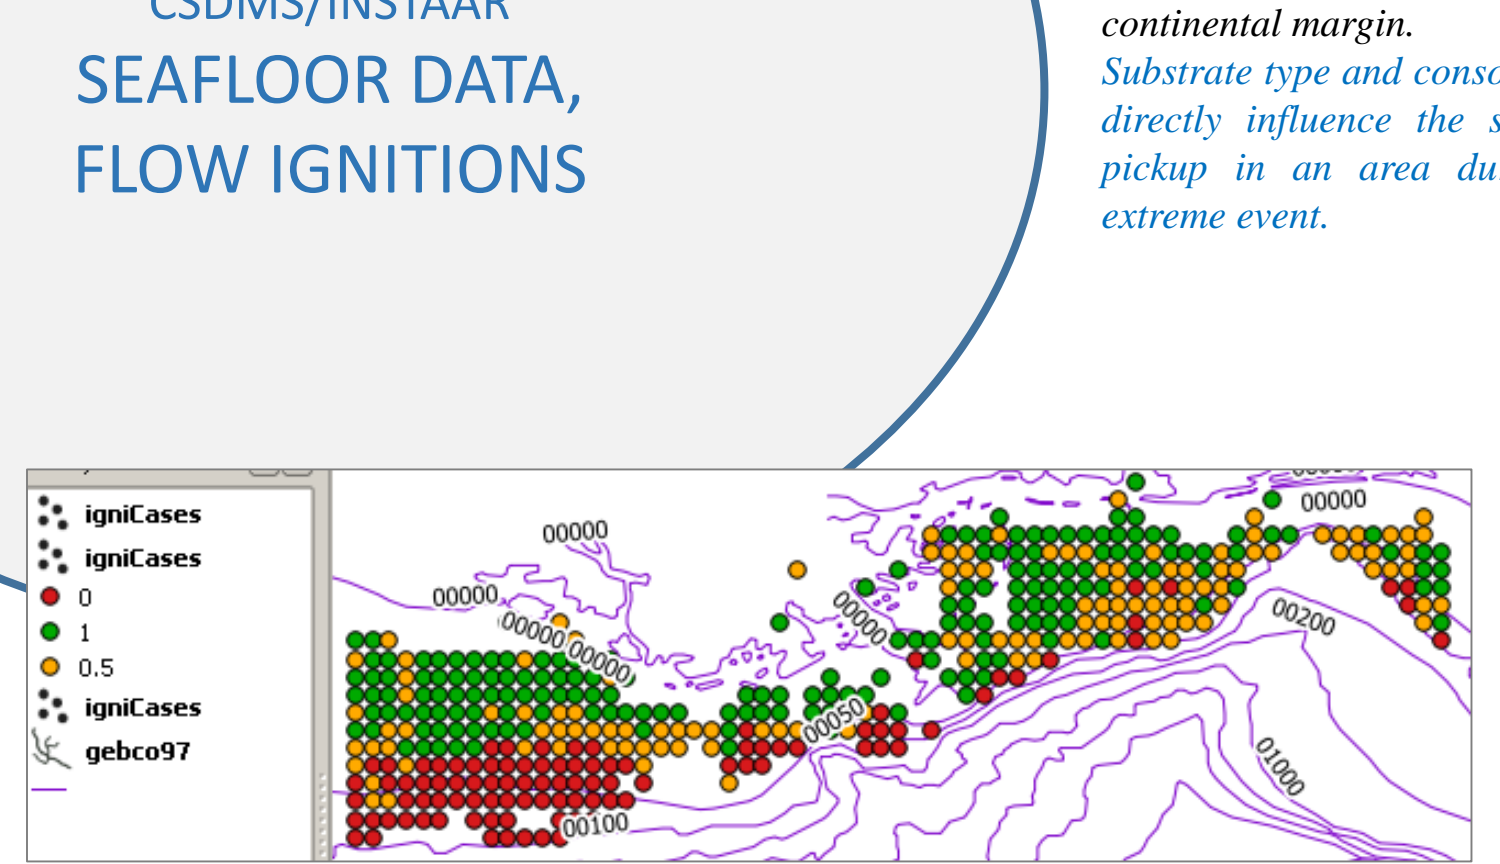 CSDMS/INSTAAR
SEAFLOOR DATA,
FLOW IGNITIONS
continental margin.
Substrate type and conso
directly influence the s
pickup in an area du
extreme event.
igniCases
igniCases
0
1
0.5
igniCases
gebco97
00000
00000
00000
00000
00000
00000
00050
00100
00200
01000